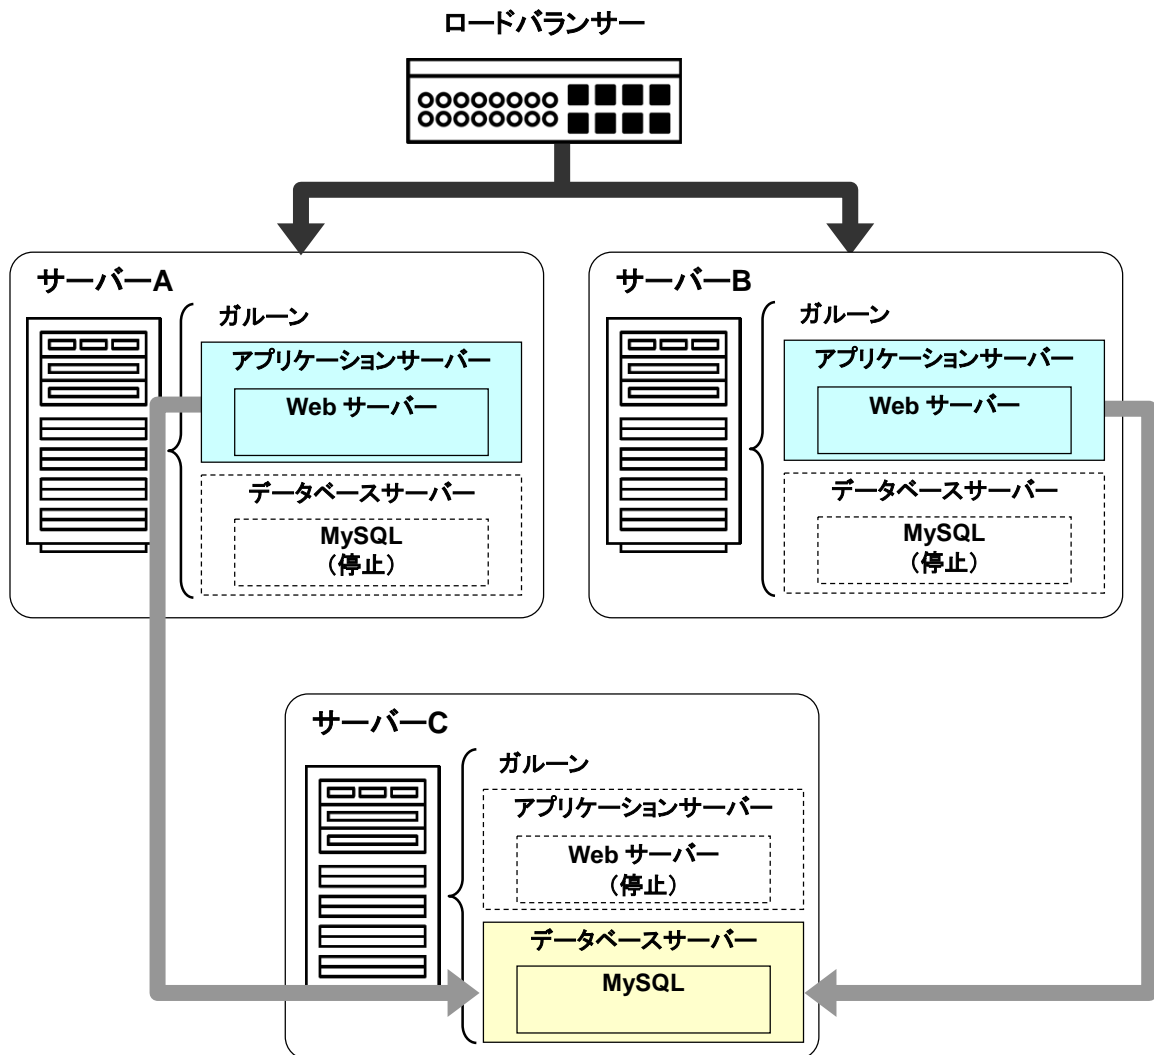 ロードバランサー
サーバーA
ガルーン
アプリケーションサーバー
Web サーバー
データベースサーバー
MySQL
（停止）
サーバーB
ガルーン
アプリケーションサーバー
Web サーバー
データベースサーバー
MySQL
（停止）
サーバーC
ガルーン
アプリケーションサーバー
Web サーバー
（停止）
データベースサーバー
MySQL